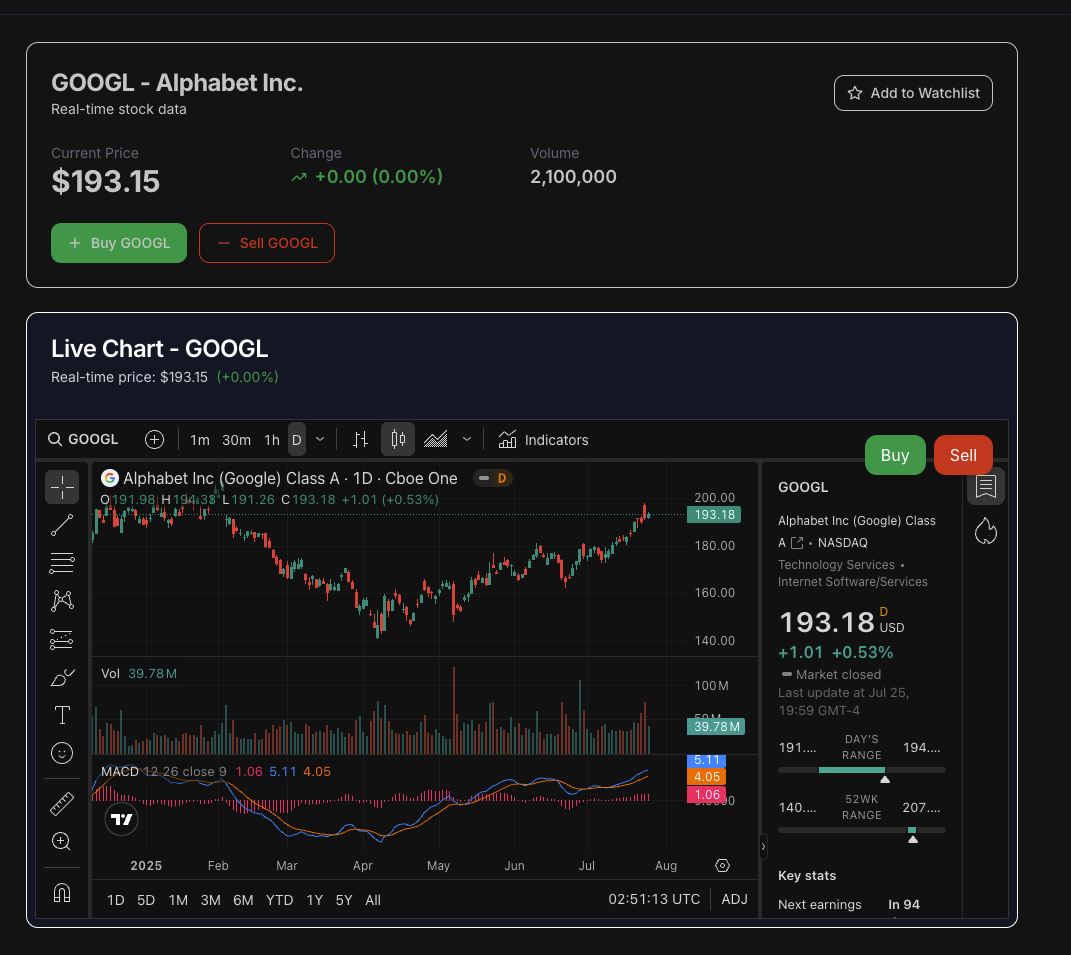 GOOGL - Alphabet Inc.
Real-time stock data
Add to Watchlist
Current Price
Change
Volume
$193.15
+0.00 (0.00%)
2,100,000
+ Buy GOOGL
− Sell GOOGL
Live Chart - GOOGL
Real-time price: $193.15 (+0.00%)
GOOGL
1m 30m 1h D
Indicators
Buy
Sell
Alphabet Inc (Google) Class A · 1D · Cboe One
D
O191.98 H194.33 L191.26 C193.18 +1.01 (+0.53%)
200.00
193.18
180.00
160.00
140.00
Vol 39.78M
100M
39.78M
MACD 12 26 close 9 1.06 5.11 4.05
5.11
4.05
1.06
2025 Feb Mar Apr May Jun Jul Aug
1D 5D 1M 3M 6M YTD 1Y 5Y All
02:51:13 UTC
ADJ
GOOGL
Alphabet Inc (Google) Class
A • NASDAQ
Technology Services •
Internet Software/Services
193.18 D USD
+1.01 +0.53%
Market closed
Last update at Jul 25,
19:59 GMT-4
191.... DAY'S RANGE 194....
140.... 52WK RANGE 207....
Key stats
Next earnings In 94